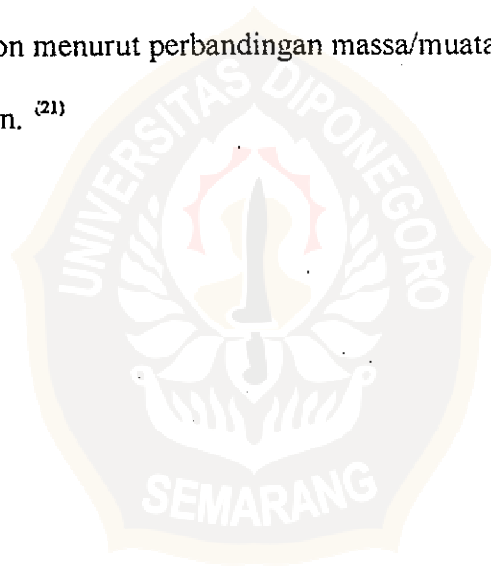 on menurut perbandingan massa/muata
n. (21)
UNIVERSITAS DIPONEGORO
SEMARANG